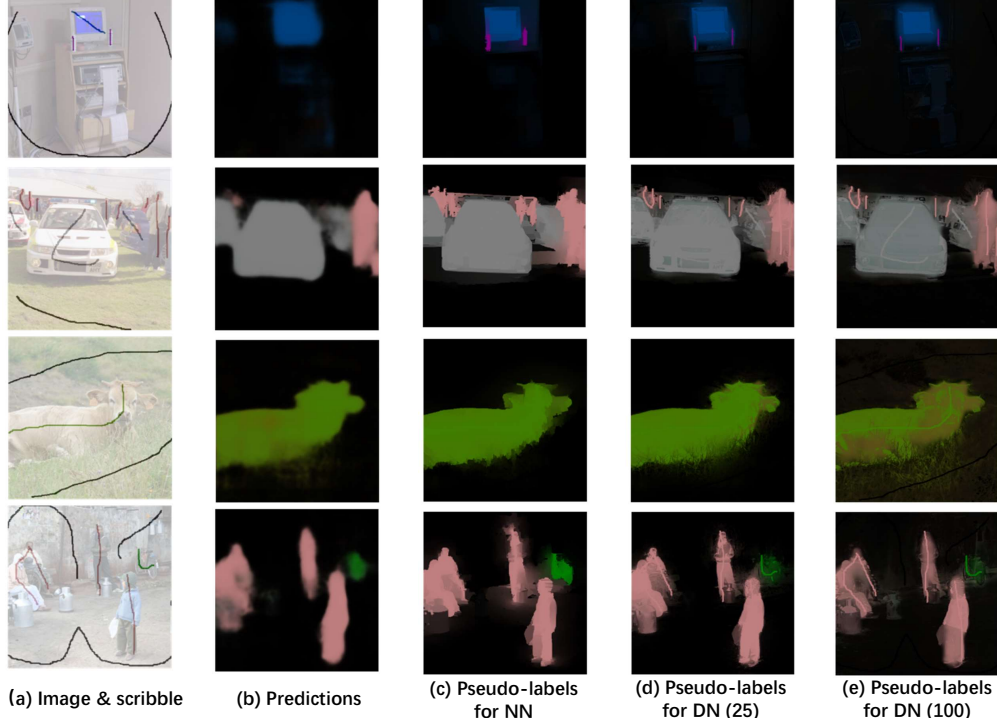 (a) Image & scribble
(b) Predictions
(c) Pseudo-labels
for NN
(d) Pseudo-labels
for DN (25)
(e) Pseudo-labels
for DN (100)